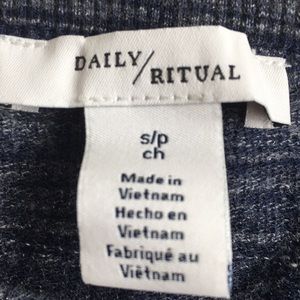 DAILY/RITUAL
s/p
ch
Made in
Vietnam
Hecho en
Vietnam
Fabriqué au
Viêtnam